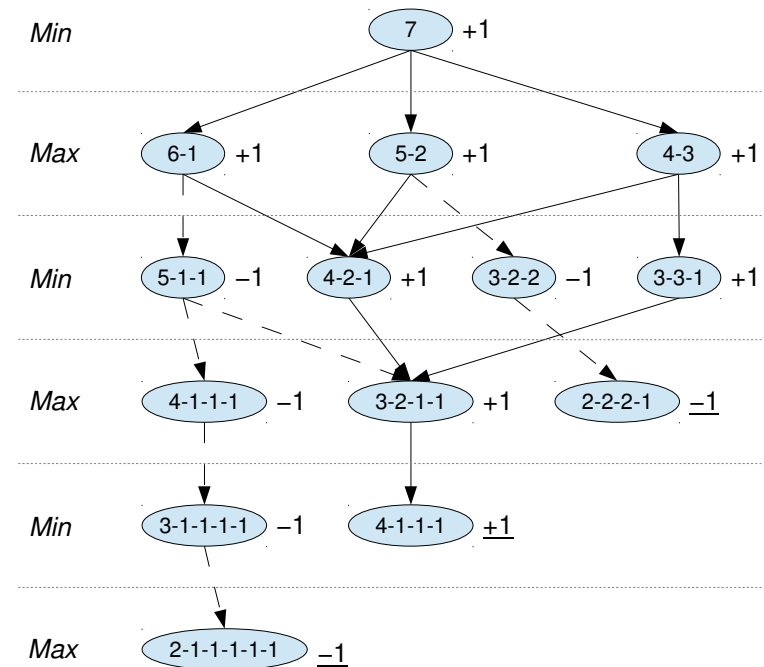 Min 7 +1
Max 6-1 +1 5-2 +1 4-3 +1
Min 5-1-1 −1 4-2-1 +1 3-2-2 −1 3-3-1 +1
Max 4-1-1-1 −1 3-2-1-1 +1 2-2-2-1 −1
Min 3-1-1-1-1 −1 4-1-1-1 +1
Max 2-1-1-1-1-1 −1